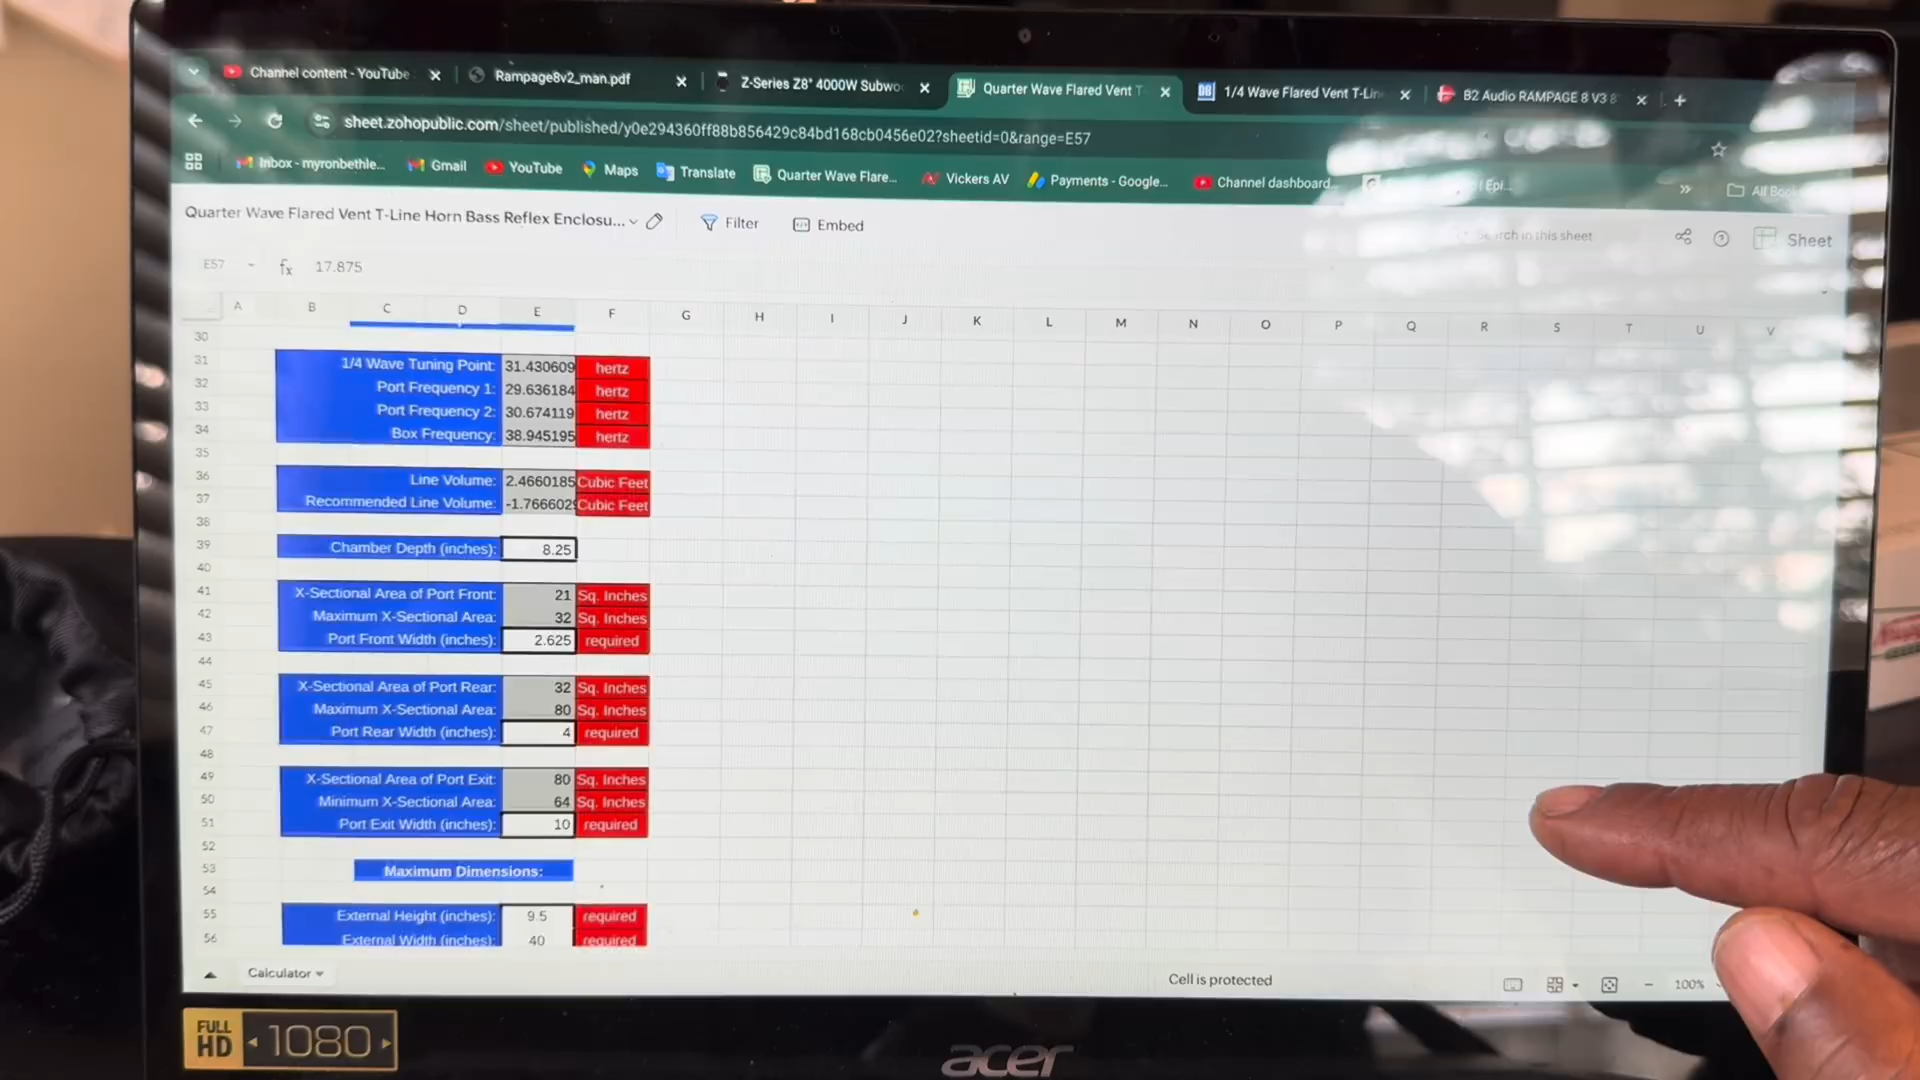 Channel content - YouTube
Rampage8v2_man.pdf
Z-Series Z8" 4000W Subwo
Quarter Wave Flared Vent T
1/4 Wave Flared Vent T-Lin
B2 Audio RAMPAGE 8 V3 8
sheet.zohopublic.com/sheet/published/y0e294360ff88b856429c84bd168cb0456e02?sheetid=0&range=E57
Inbox - myronbethle...
Gmail
YouTube
Maps
Translate
Quarter Wave Flare...
Vickers AV
Payments - Google...
Channel dashboard
All Book
Quarter Wave Flared Vent T-Line Horn Bass Reflex Enclosu...
Filter
Embed
Search in this sheet
Sheet
E57
fx
17.875
A B C D E F G H I J K L M N O P Q R S T U V
30
31 1/4 Wave Tuning Point: 31.430609 hertz
32 Port Frequency 1: 29.636184 hertz
33 Port Frequency 2: 30.674119 hertz
34 Box Frequency: 38.945195 hertz
35
36 Line Volume: 2.4660185 Cubic Feet
37 Recommended Line Volume: -1.766602 Cubic Feet
38
39 Chamber Depth (inches): 8.25
40
41 X-Sectional Area of Port Front: 21 Sq. Inches
42 Maximum X-Sectional Area: 32 Sq. Inches
43 Port Front Width (inches): 2.625 required
44
45 X-Sectional Area of Port Rear: 32 Sq. Inches
46 Maximum X-Sectional Area: 80 Sq. Inches
47 Port Rear Width (inches): 4 required
48
49 X-Sectional Area of Port Exit: 80 Sq. Inches
50 Minimum X-Sectional Area: 64 Sq. Inches
51 Port Exit Width (inches): 10 required
52
53 Maximum Dimensions:
54
55 External Height (inches): 9.5 required
56 External Width (inches): 40 required
Calculator
Cell is protected
100%
FULL HD 1080
acer